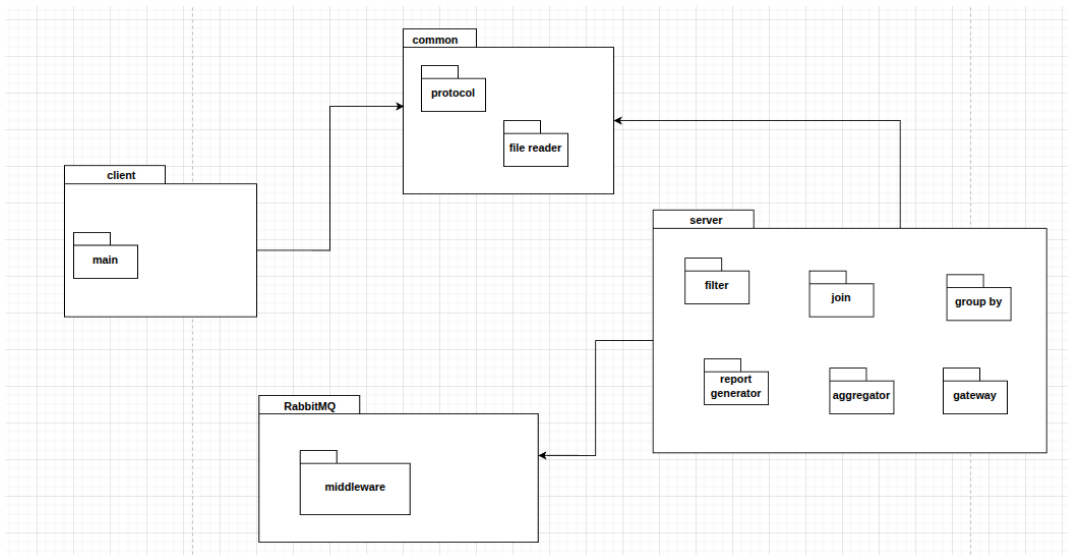 common
protocol
file reader
client
main
server
filter
join
group by
report
generator
aggregator
gateway
RabbitMQ
middleware